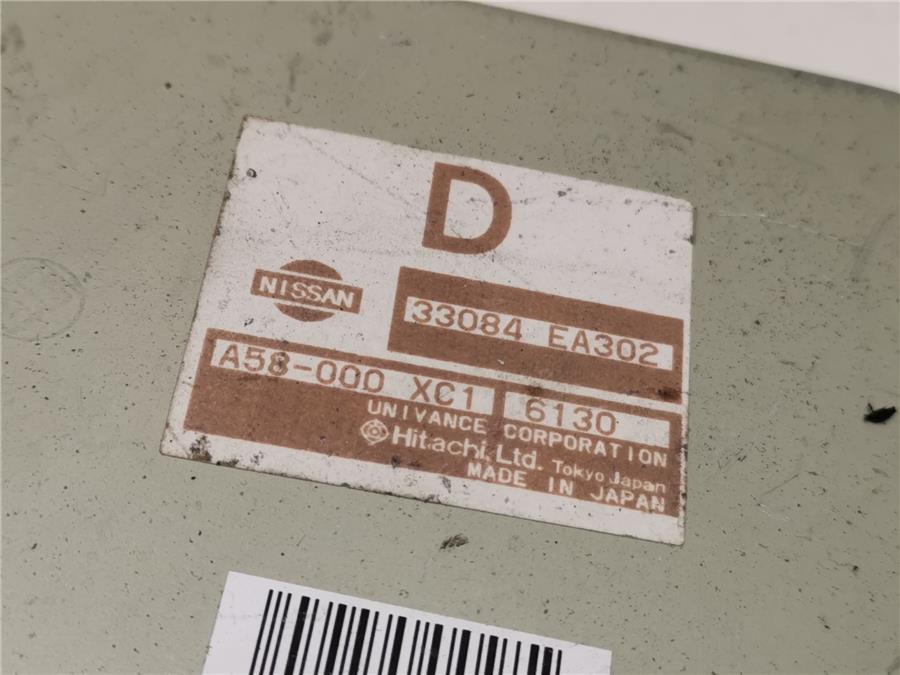 D
NISSAN
33084 EA302
A58-000 XC1 6130
UNIVANCE CORPORATION
Hitachi, Ltd. Tokyo Japan
MADE IN JAPAN